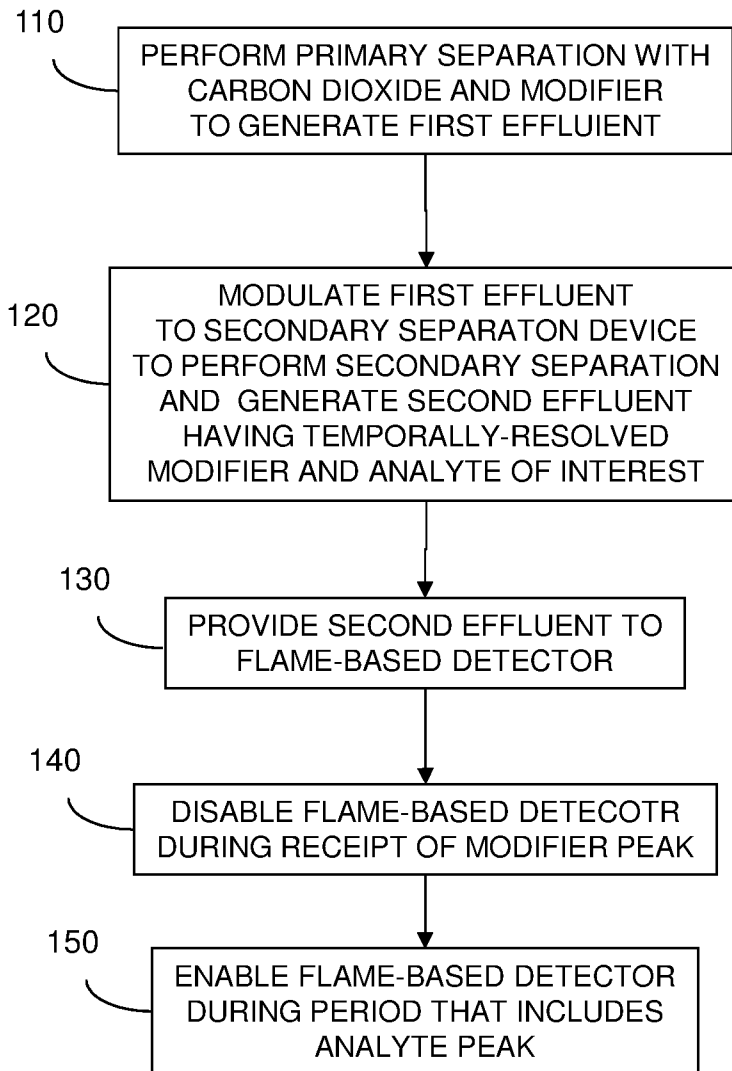 110
PERFORM PRIMARY SEPARATION WITH
CARBON DIOXIDE AND MODIFIER
TO GENERATE FIRST EFFLUIENT
120
MODULATE FIRST EFFLUENT
TO SECONDARY SEPARATON DEVICE
TO PERFORM SECONDARY SEPARATION
AND GENERATE SECOND EFFLUENT
HAVING TEMPORALLY-RESOLVED
MODIFIER AND ANALYTE OF INTEREST
130
PROVIDE SECOND EFFLUENT TO
FLAME-BASED DETECTOR
140
DISABLE FLAME-BASED DETECOTR
DURING RECEIPT OF MODIFIER PEAK
150
ENABLE FLAME-BASED DETECTOR
DURING PERIOD THAT INCLUDES
ANALYTE PEAK